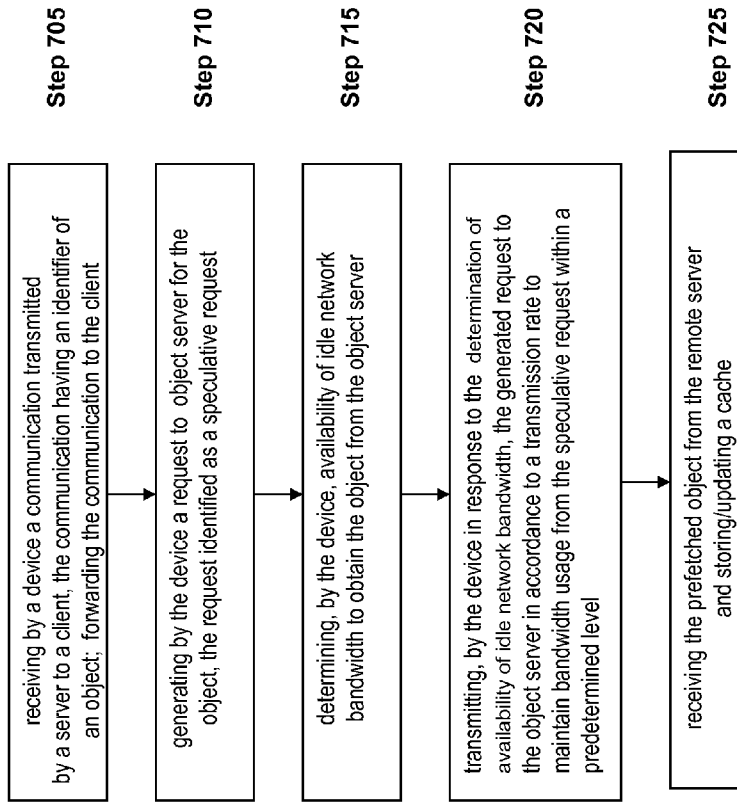 receiving by a device a communication transmitted
by a server to a client, the communication having an identifier of
an object; forwarding the communication to the client
Step 705
generating by the device a request to object server for the
object, the request identified as a speculative request
Step 710
determining, by the device, availability of idle network
bandwidth to obtain the object from the object server
Step 715
transmitting, by the device in response to the determination of
availability of idle network bandwidth, the generated request to
the object server in accordance to a transmission rate to
maintain bandwidth usage from the speculative request within a
predetermined level
Step 720
receiving the prefetched object from the remote server
and storing/updating a cache
Step 725